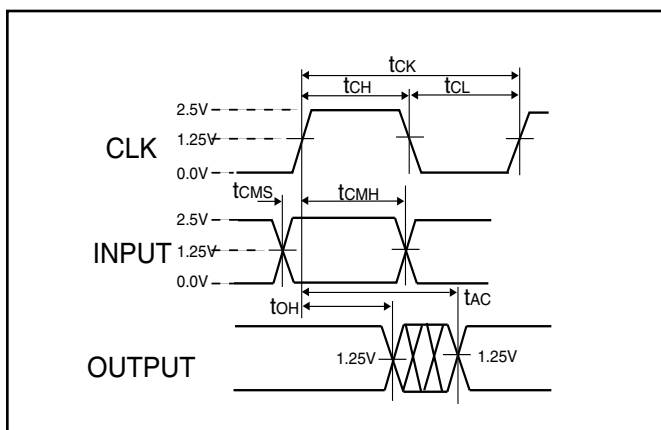 tCK
tCH tCL
2.5V
CLK 1.25V
0.0V
tCMS tCMH
2.5V
INPUT 1.25V
0.0V
tOH tAC
1.25V 1.25V
OUTPUT